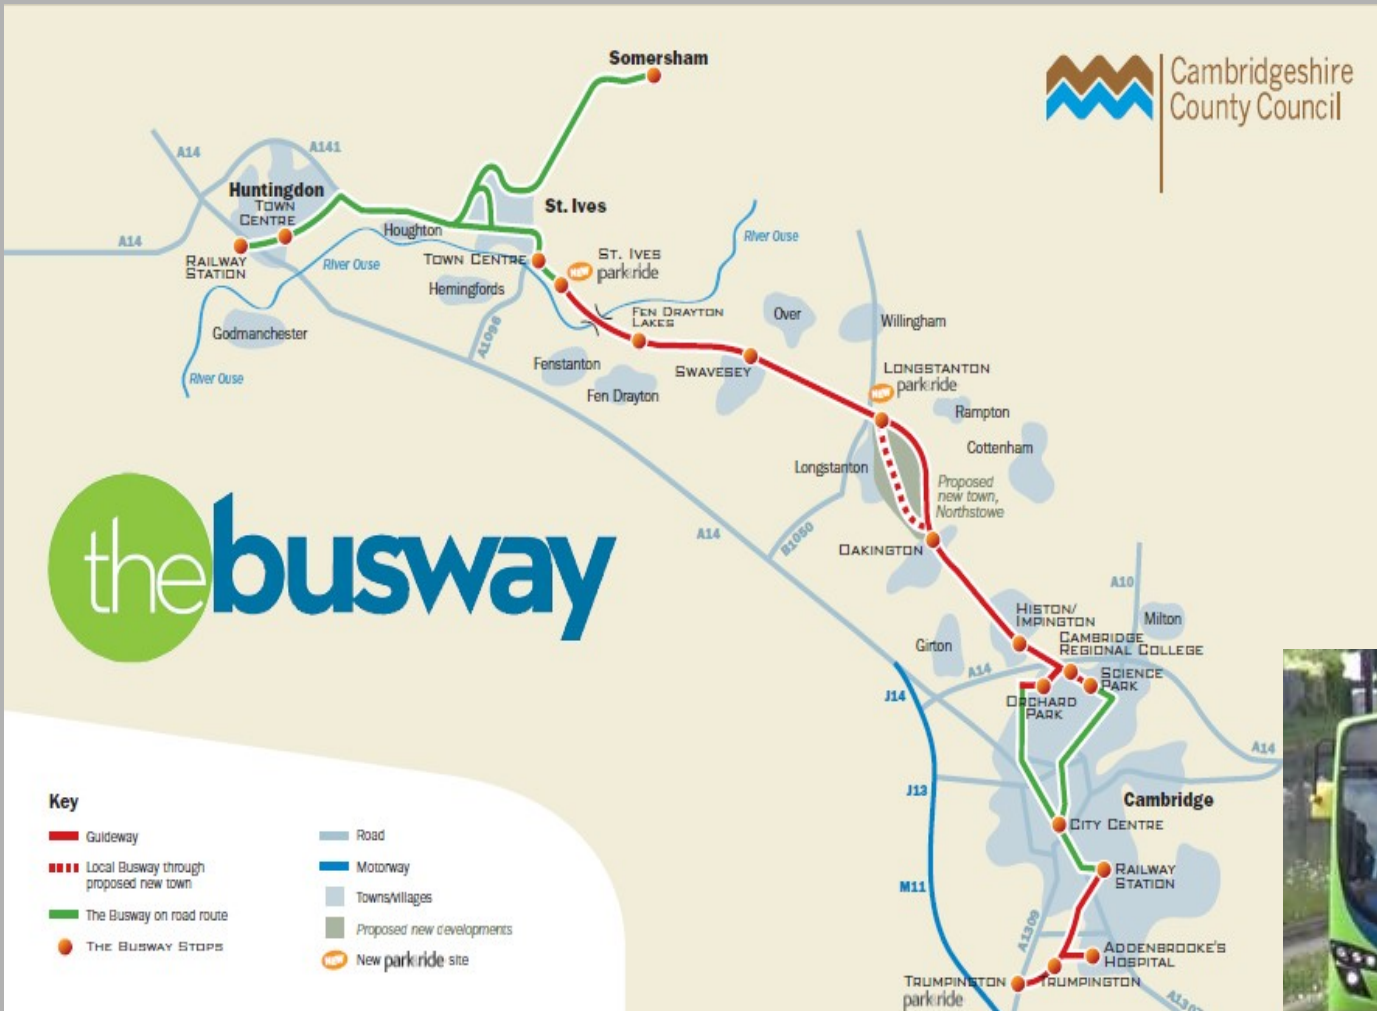 Somersham
Cambridgeshire
County Council
A14
A141
Huntingdon
TOWN
CENTRE
St. Ives
River Ouse
Houghton
A14
RAILWAY
STATION
River Ouse
TOWN CENTRE
NEW
ST. IVES
park&ride
Hemingfords
FEN DRAYTON
LAKES
Over
Willingham
Godmanchester
A1096
Fenstanton
SWAVESEY
LONGSTANTON
NEW
park&ride
River Ouse
Fen Drayton
Rampton
Cottenham
Longstanton
Proposed
new town,
Northstowe
the busway
A14
B1050
OAKINGTON
A10
HISTON/
IMPINGTON
Milton
Girton
CAMBRIDGE
REGIONAL COLLEGE
A14
SCIENCE
PARK
J14
ORCHARD
PARK
A14
J13
Cambridge
CITY CENTRE
RAILWAY
STATION
M11
A1309
ADDENBROOKE'S
HOSPITAL
TRUMPINGTON
park&ride
TRUMPINGTON
Key
Guideway
Local Busway through
proposed new town
The Busway on road route
THE BUSWAY STOPS
Road
Motorway
Towns/villages
Proposed new developments
NEW
New park&ride site